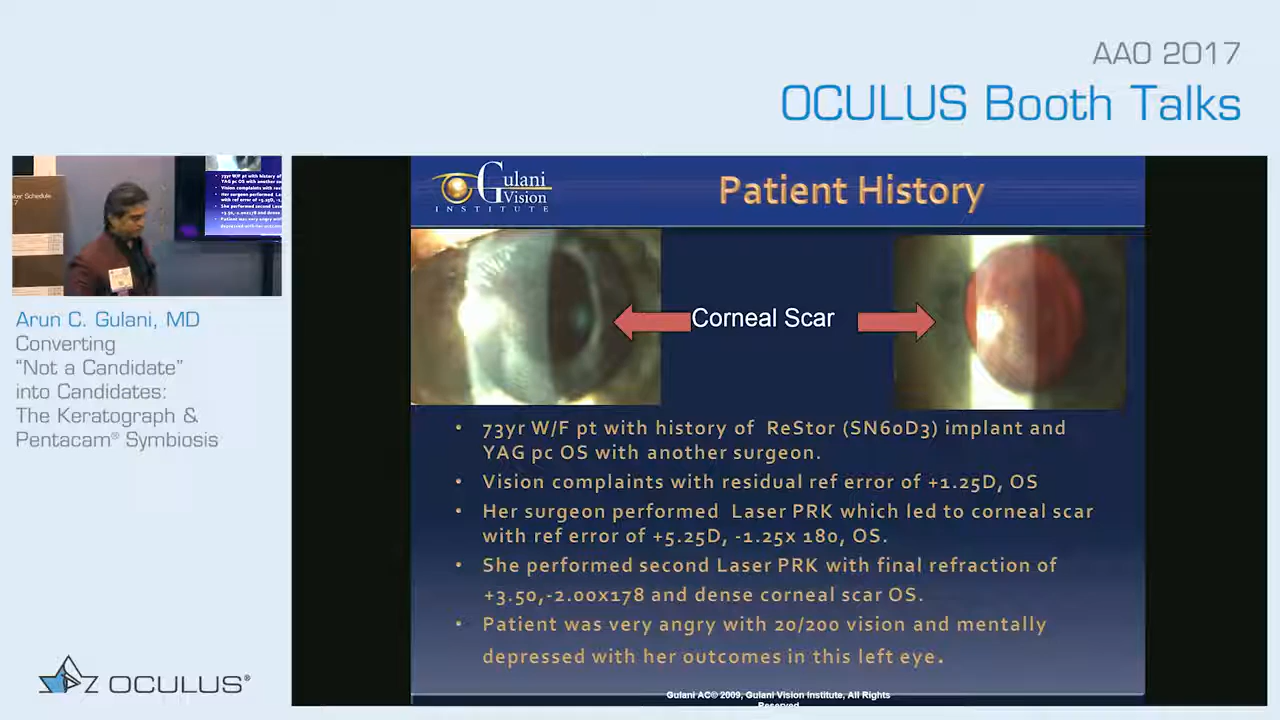 AAO 2017
OCULUS Booth Talks
Arun C. Gulani, MD
Converting
“Not a Candidate”
into Candidates:
The Keratograph &
Pentacam® Symbiosis
OCULUS®
Gulani
Vision
INSTITUTE
Patient History
Corneal Scar
• 73yr W/F pt with history of ReStor (SN60D3) implant and
YAG pc OS with another surgeon.
• Vision complaints with residual ref error of +1.25D, OS
• Her surgeon performed Laser PRK which led to corneal scar
with ref error of +5.25D, -1.25x 180, OS.
• She performed second Laser PRK with final refraction of
+3.50,-2.00x178 and dense corneal scar OS.
• Patient was very angry with 20/200 vision and mentally
depressed with her outcomes in this left eye.
Gulani AC© 2009, Gulani Vision Institute, All Rights
Reserved